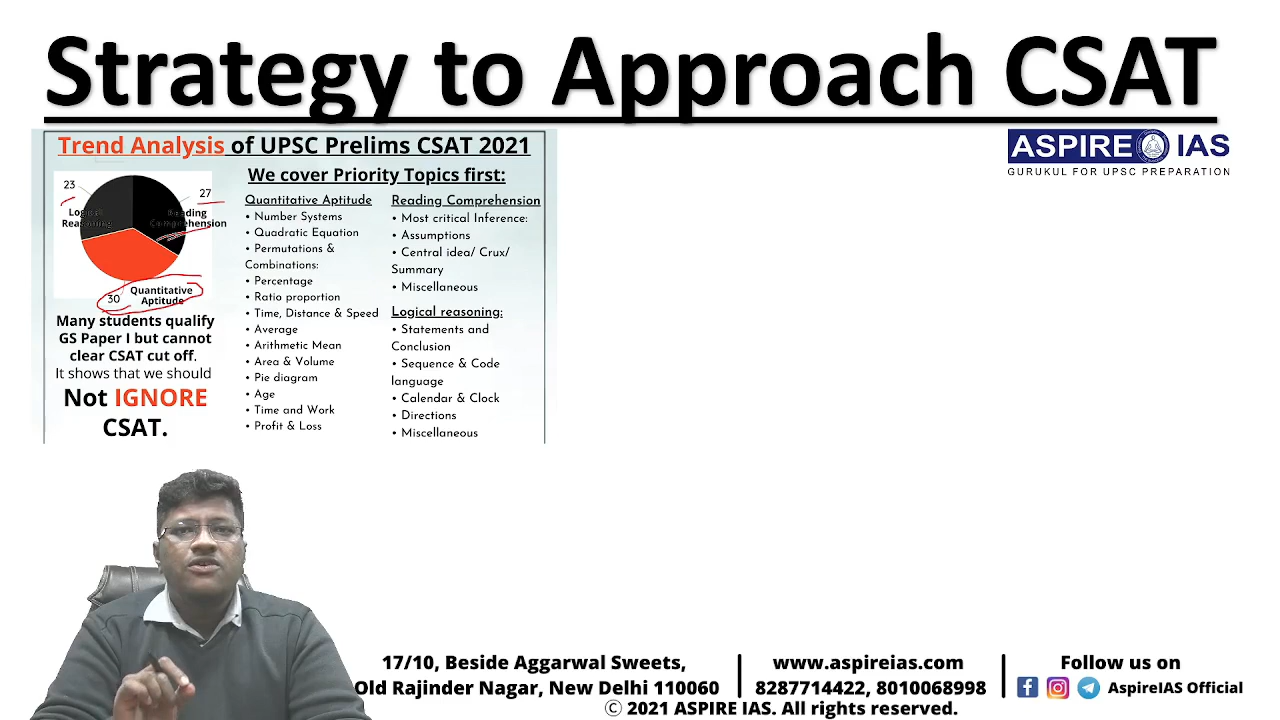 Strategy to Approach CSAT
Trend Analysis of UPSC Prelims CSAT 2021
We cover Priority Topics first:
23
27
Logical
Reasoning
Reading
Comprehension
30
Quantitative
Aptitude
Many students qualify
GS Paper I but cannot
clear CSAT cut off.
It shows that we should
Not IGNORE
CSAT.
Quantitative Aptitude
• Number Systems
• Quadratic Equation
• Permutations &
Combinations:
• Percentage
• Ratio proportion
• Time, Distance & Speed
• Average
• Arithmetic Mean
• Area & Volume
• Pie diagram
• Age
• Time and Work
• Profit & Loss
Reading Comprehension
• Most critical Inference:
• Assumptions
• Central idea/ Crux/
Summary
• Miscellaneous
Logical reasoning:
• Statements and
Conclusion
• Sequence & Code
language
• Calendar & Clock
• Directions
• Miscellaneous
ASPIRE IAS
GURUKUL FOR UPSC PREPARATION
17/10, Beside Aggarwal Sweets,
Old Rajinder Nagar, New Delhi 110060
www.aspireias.com
8287714422, 8010068998
Follow us on
AspireIAS Official
Ⓒ 2021 ASPIRE IAS. All rights reserved.